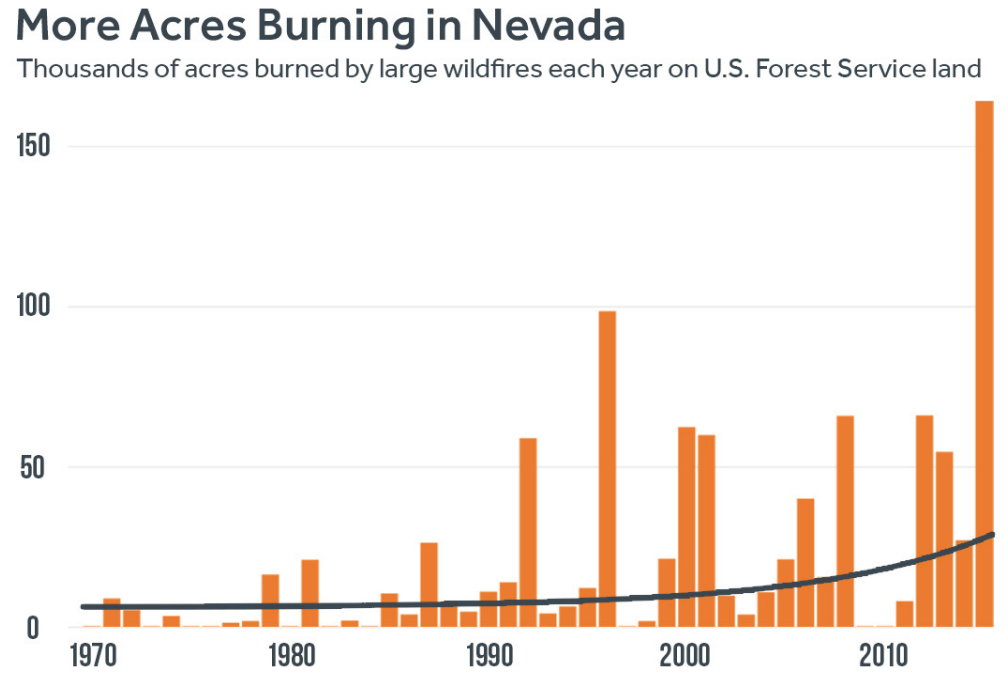 More Acres Burning in Nevada
Thousands of acres burned by large wildfires each year on U.S. Forest Service land
150
100
50
0
1970 1980 1990 2000 2010